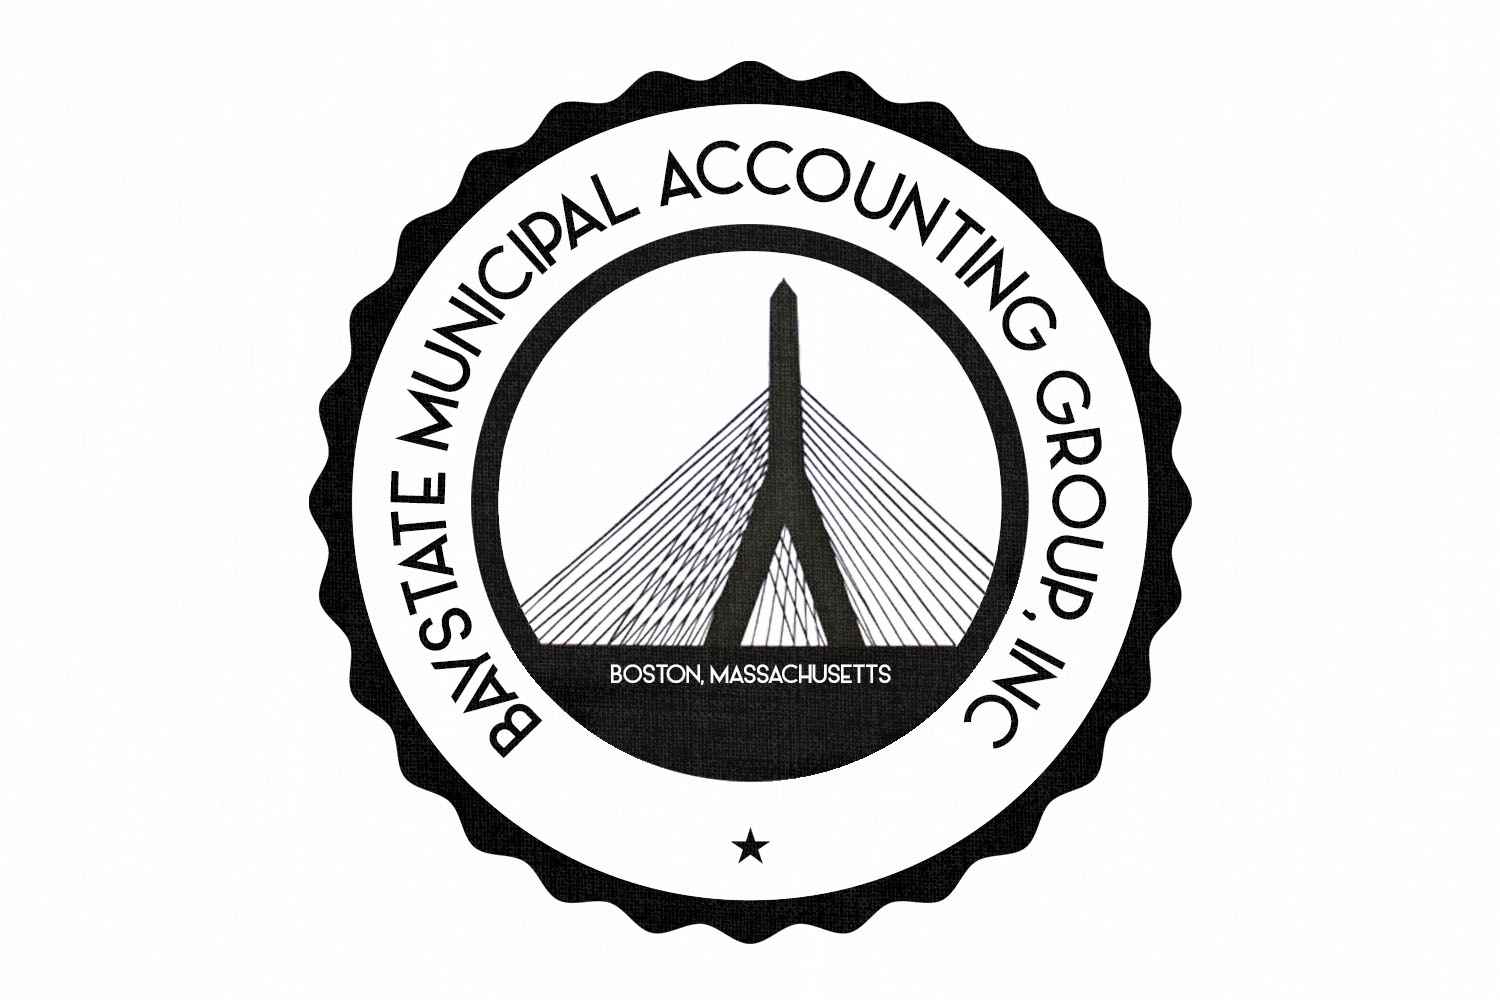 BAYSTATE MUNICIPAL ACCOUNTING GROUP, INC
BOSTON, MASSACHUSETTS